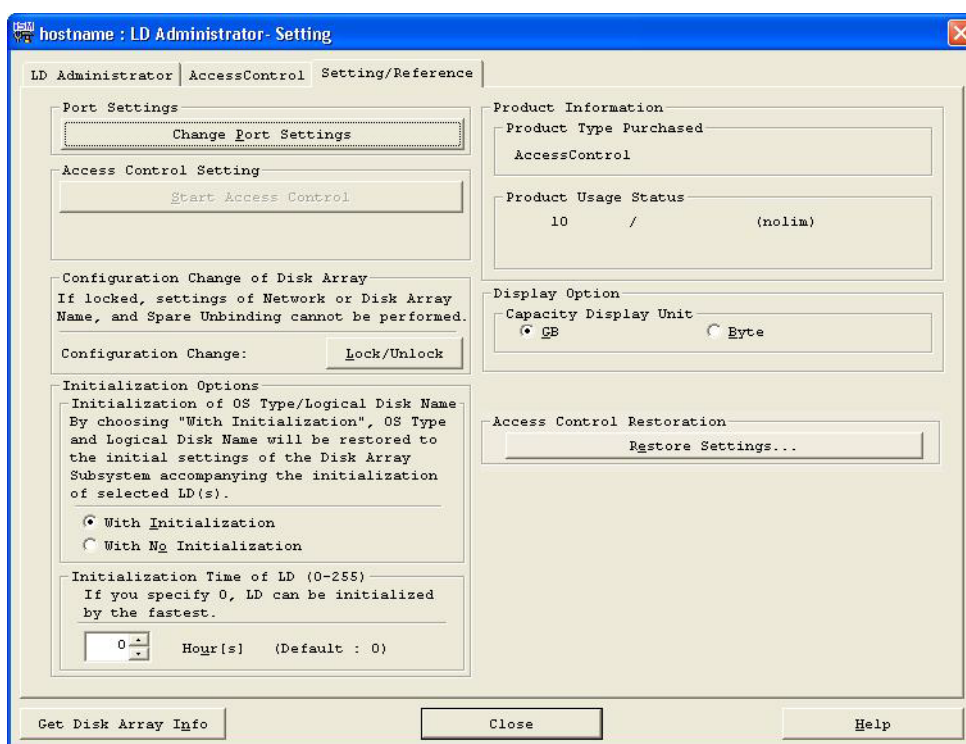 HSM
hostname : LD Administrator- Setting
LD Administrator
AccessControl
Setting/Reference
Port Settings
Change Port Settings
Access Control Setting
Start Access Control
Configuration Change of Disk Array
If locked, settings of Network or Disk Array
Name, and Spare Unbinding cannot be performed.
Configuration Change:
Lock/Unlock
Initialization Options
Initialization of OS Type/Logical Disk Name
By choosing "With Initialization", OS Type
and Logical Disk Name will be restored to
the initial settings of the Disk Array
Subsystem accompanying the initialization
of selected LD(s).
With Initialization
With No Initialization
Initialization Time of LD (0-255)
If you specify 0, LD can be initialized
by the fastest.
0
Hour[s]
(Default : 0)
Product Information
Product Type Purchased
AccessControl
Product Usage Status
10 / (nolim)
Display Option
Capacity Display Unit
GB
Byte
Access Control Restoration
Restore Settings...
Get Disk Array Info
Close
Help